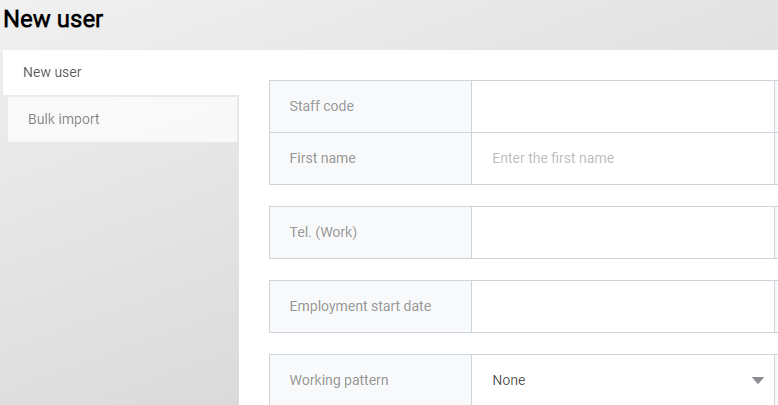 New user
New user
Bulk import
Staff code
First name
Enter the first name
Tel. (Work)
Employment start date
Working pattern
None